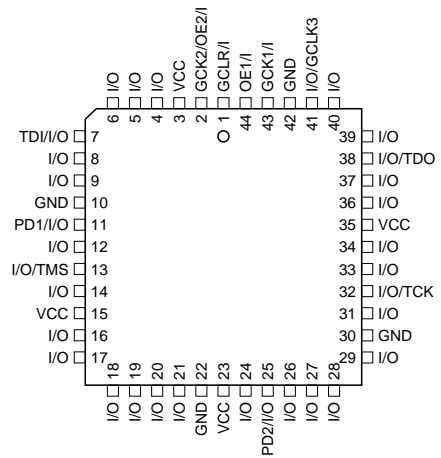 I/O
I/O
I/O
VCC
GCK2/OE2/I
GCLR/I
OE1/I
GCK1/I
GND
I/O/GCLK3
I/O
6
5
4
3
2
1
44
43
42
41
40
TDI/I/O 7
I/O 8
I/O 9
GND 10
PD1/I/O 11
I/O 12
I/O/TMS 13
I/O 14
VCC 15
I/O 16
I/O 17
39 I/O
38 I/O/TDO
37 I/O
36 I/O
35 VCC
34 I/O
33 I/O
32 I/O/TCK
31 I/O
30 GND
29 I/O
18
19
20
21
22
23
24
25
26
27
28
I/O
I/O
I/O
I/O
GND
VCC
I/O
PD2/I/O
I/O
I/O
I/O